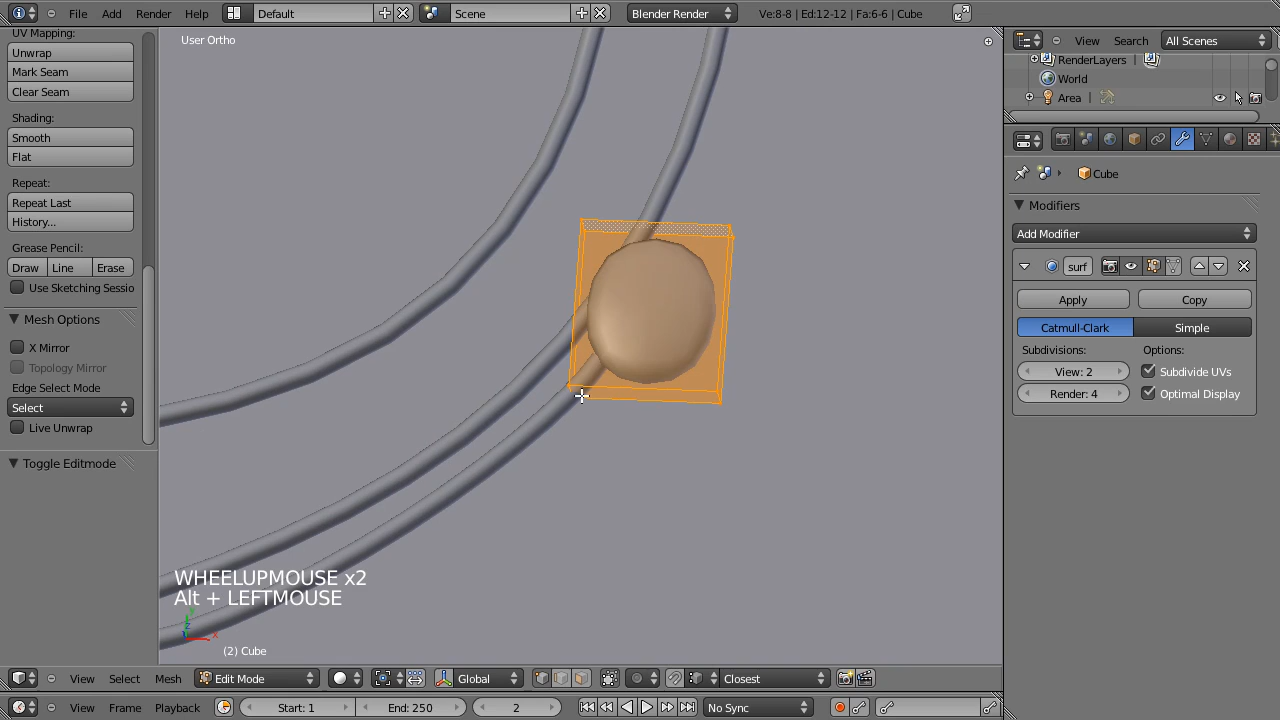 File Add Render Help Default Scene Blender Render Ve:8-8 | Ed:12-12 | Fa:6-6 | Cube
UV Mapping:
Unwrap
Mark Seam
Clear Seam
Shading:
Smooth
Flat
Repeat:
Repeat Last
History...
Grease Pencil:
Draw Line Erase
Use Sketching Sessio
Mesh Options
X Mirror
Topology Mirror
Edge Select Mode
Select
Live Unwrap
Toggle Editmode
User Ortho
WHEELUPMOUSE x2
Alt + LEFTMOUSE
y
z
x
(2) Cube
View Search All Scenes
RenderLayers
World
Area
Cube
Modifiers
Add Modifier
surf
Apply Copy
Catmull-Clark Simple
Subdivisions: Options:
View: 2 Subdivide UVs
Render: 4 Optimal Display
View Select Mesh Edit Mode Global Closest
View Frame Playback Start: 1 End: 250 2 No Sync